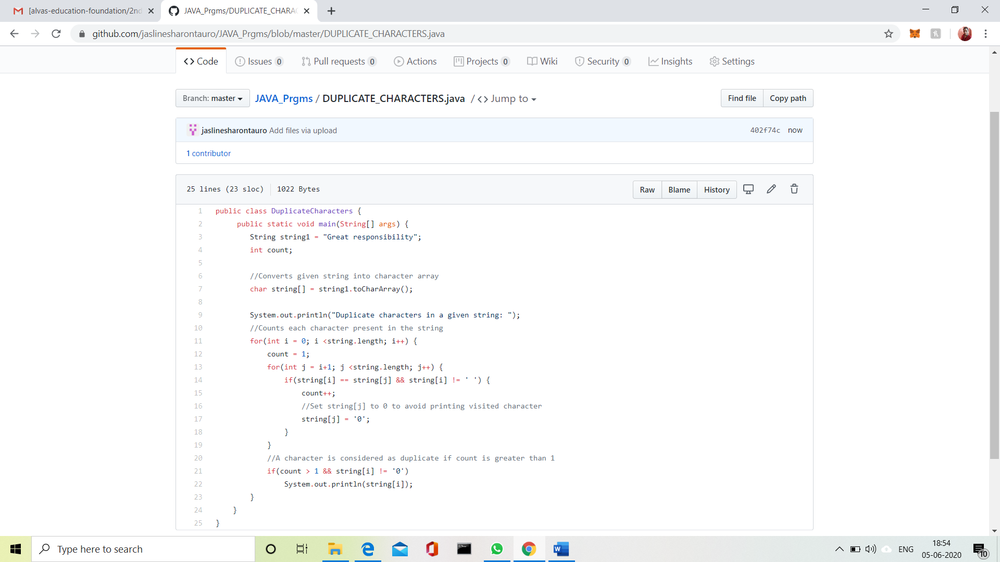 [alvas-education-foundation/2nd
JAVA_Prgms/DUPLICATE_CHARAC
github.com/jaslinesharontauro/JAVA_Prgms/blob/master/DUPLICATE_CHARACTERS.java
Code Issues 0 Pull requests 0 Actions Projects 0 Wiki Security 0 Insights Settings
Branch: master JAVA_Prgms / DUPLICATE_CHARACTERS.java / <> Jump to Find file Copy path
jaslinesharontauro Add files via upload 402f74c now
1 contributor
25 lines (23 sloc) 1022 Bytes Raw Blame History
1 public class DuplicateCharacters {
2 public static void main(String[] args) {
3 String string1 = "Great responsibility";
4 int count;
5
6 //Converts given string into character array
7 char string[] = string1.toCharArray();
8
9 System.out.println("Duplicate characters in a given string: ");
10 //Counts each character present in the string
11 for(int i = 0; i <string.length; i++) {
12 count = 1;
13 for(int j = i+1; j <string.length; j++) {
14 if(string[i] == string[j] && string[i] != ' ') {
15 count++;
16 //Set string[j] to 0 to avoid printing visited character
17 string[j] = '0';
18 }
19 }
20 //A character is considered as duplicate if count is greater than 1
21 if(count > 1 && string[i] != '0')
22 System.out.println(string[i]);
23 }
24 }
25 }
Type here to search
ENG
18:54
05-06-2020
10